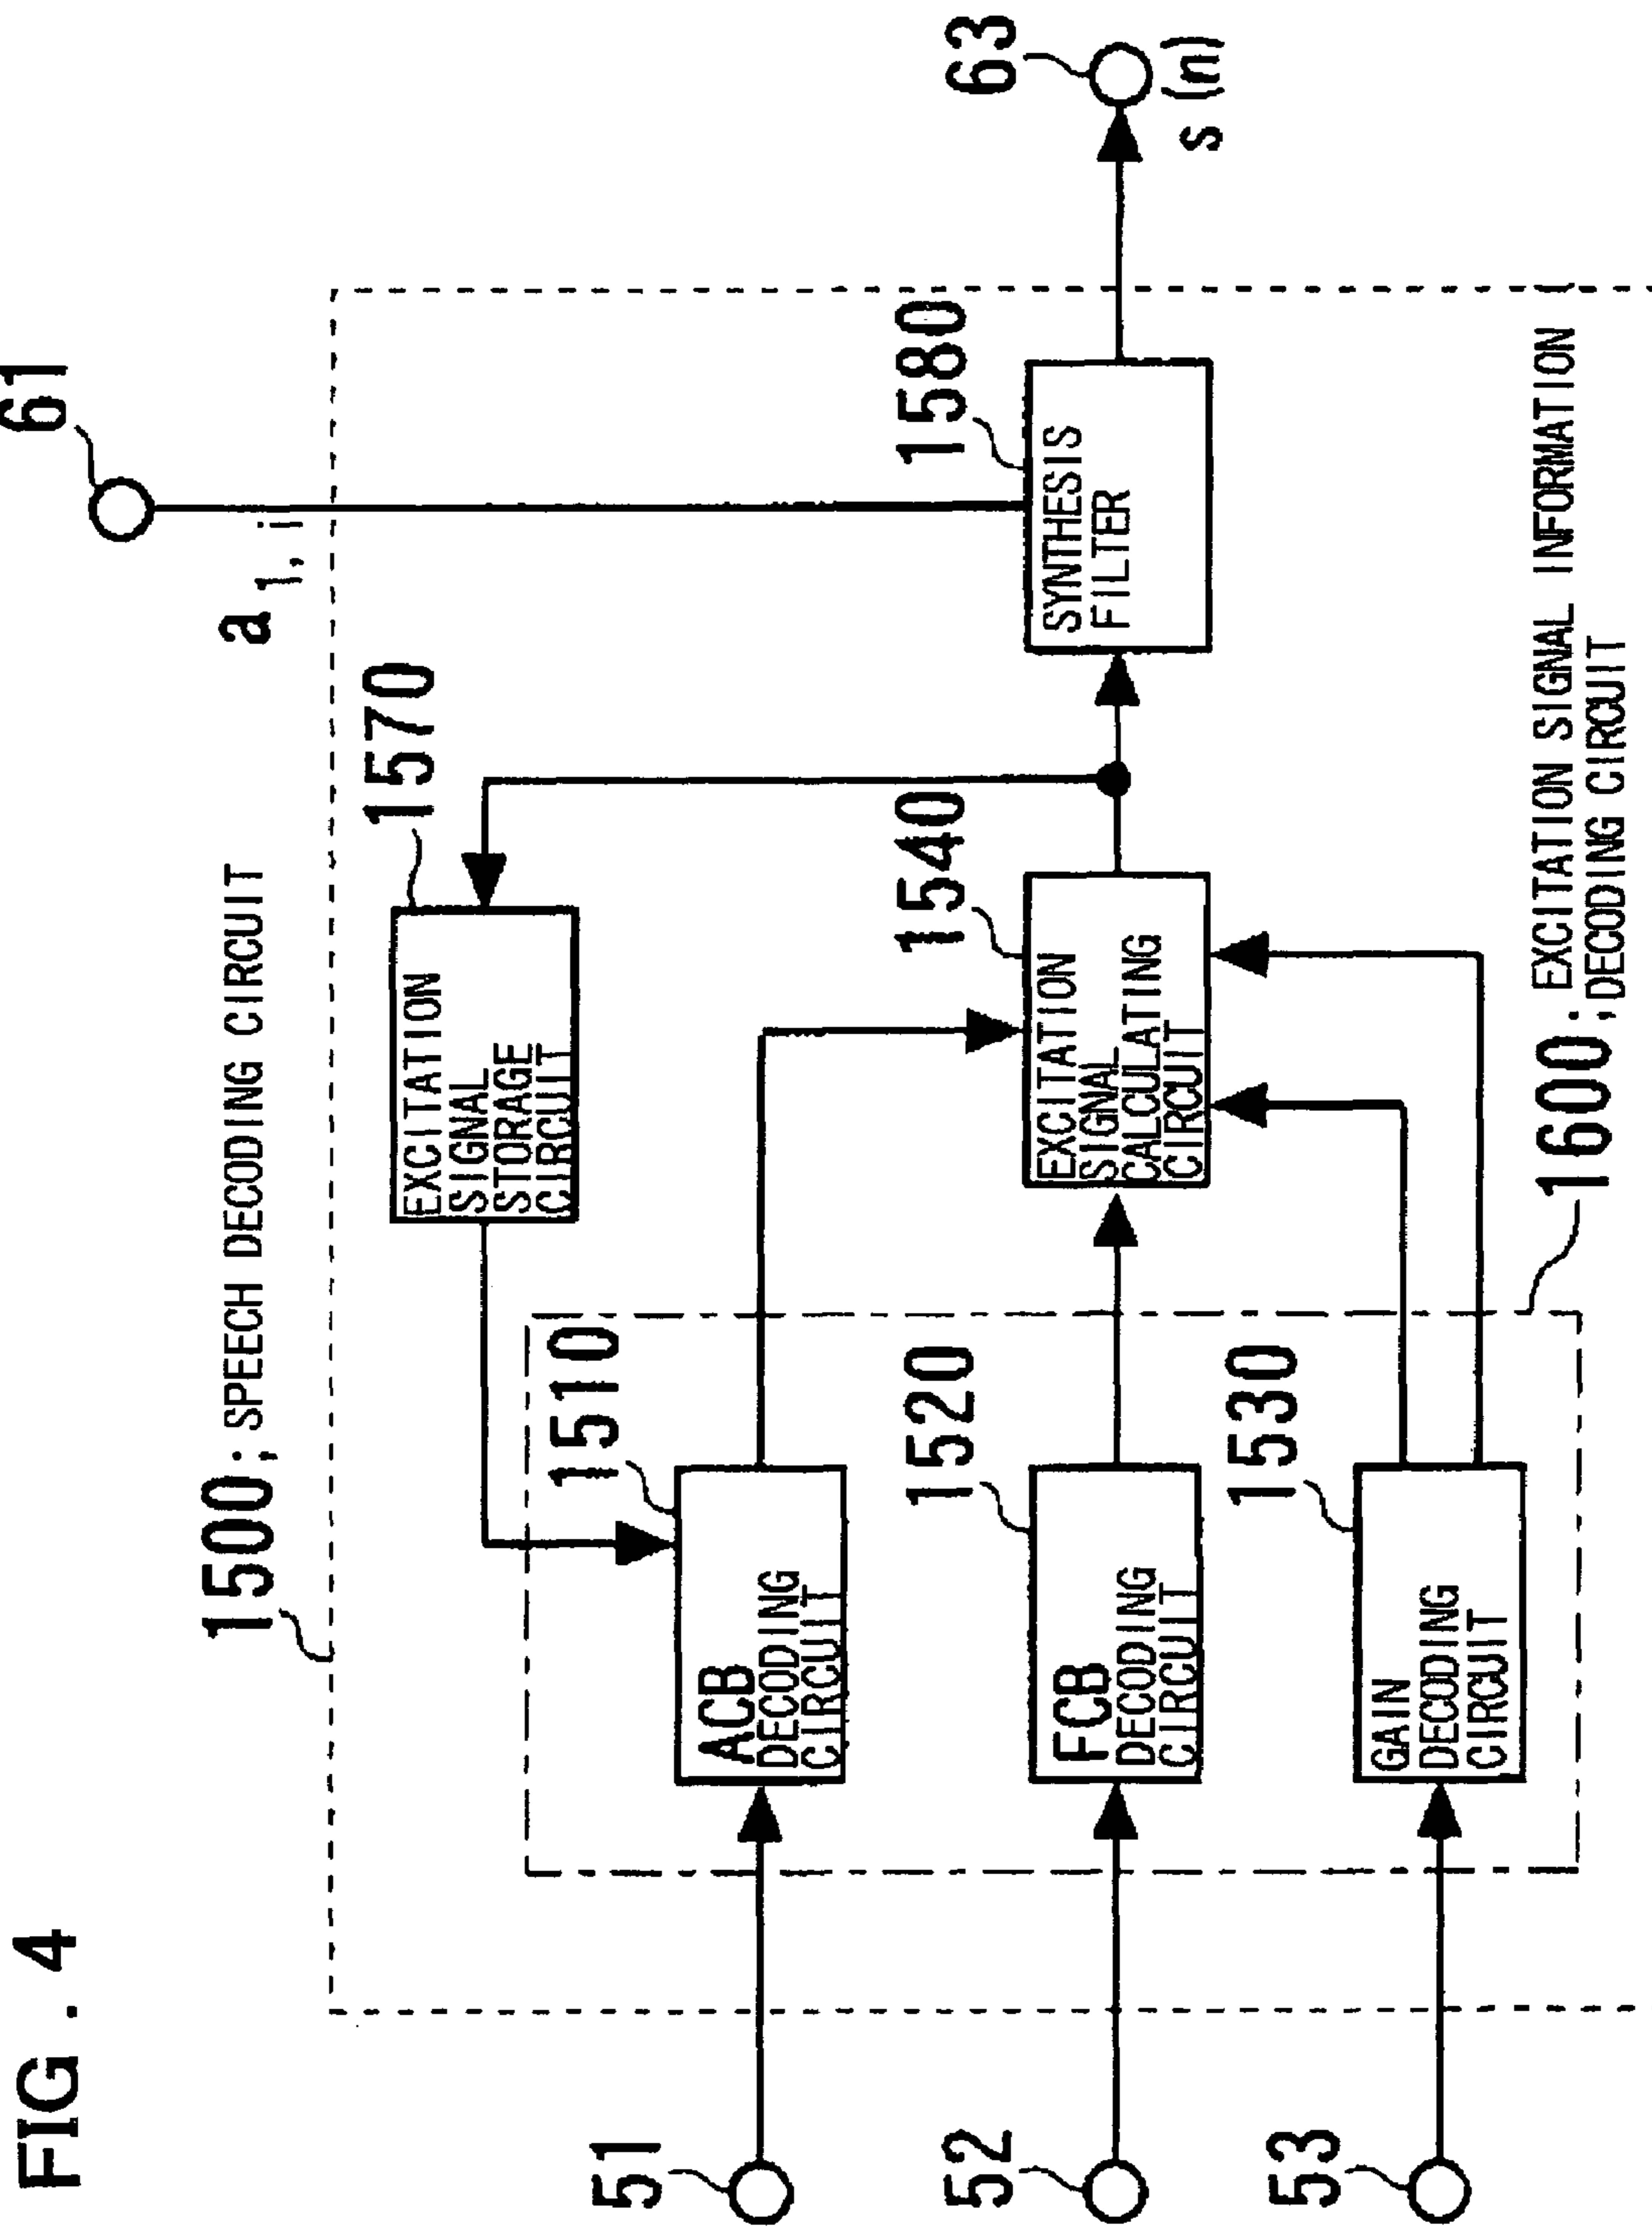 FIG. 4
61
a 1, i
1500 ; SPEECH DECODING CIRCUIT
1570
EXCITATION
SIGNAL
STORAGE
CIRCUIT
1510
ACB
DECODING
CIRCUIT
51
1540
EXCITATION
SIGNAL
CALCULATING
CIRCUIT
1580
SYNTHESIS
FILTER
63
s (n)
1520
FCB
DECODING
CIRCUIT
52
1530
GAIN
DECODING
CIRCUIT
53
1600 ; EXCITATION SIGNAL INFORMATION
DECODING CIRCUIT